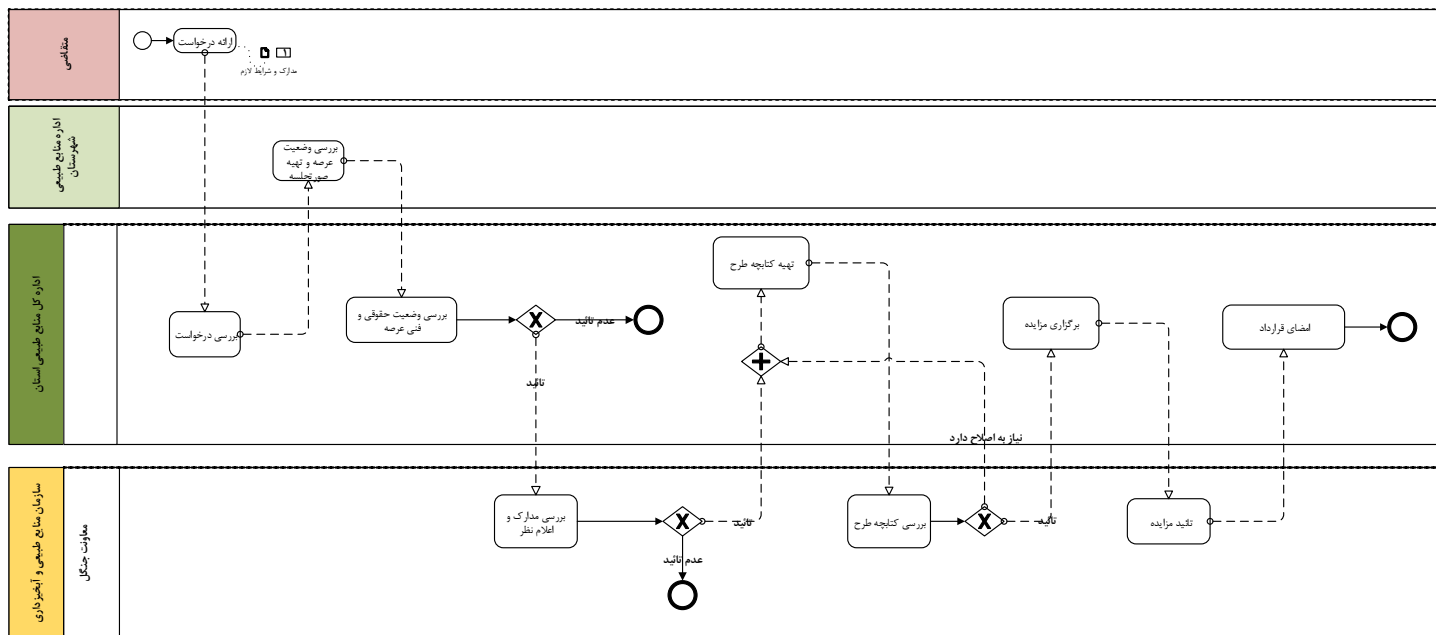 متقاضی
ارائه درخواست
مدارک و شرایط لازم
اداره منابع طبیعی
شهرستان
بررسی وضعیت
عرصه و تهیه
صورتجلسه
اداره کل منابع طبیعی استان
بررسی درخواست
بررسی وضعیت حقوقی و
فنی عرصه
عدم تائید
تائید
تهیه کتابچه طرح
نیاز به اصلاح دارد
برگزاری مزایده
امضای قرارداد
سازمان منابع طبیعی و آبخیزداری
معاونت جنگل
بررسی مدارک و
اعلام نظر
تائید
عدم تائید
بررسی کتابچه طرح
تائید
تائید مزایده